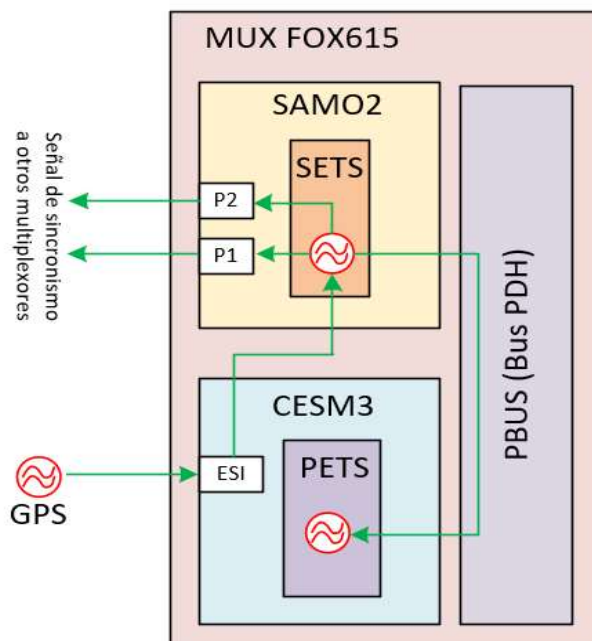 MUX FOX615
SAMO2
SETS
P2
P1
Señal de sincronismo
a otros multiplexores
PBUS (Bus PDH)
CESM3
ESI
PETS
GPS